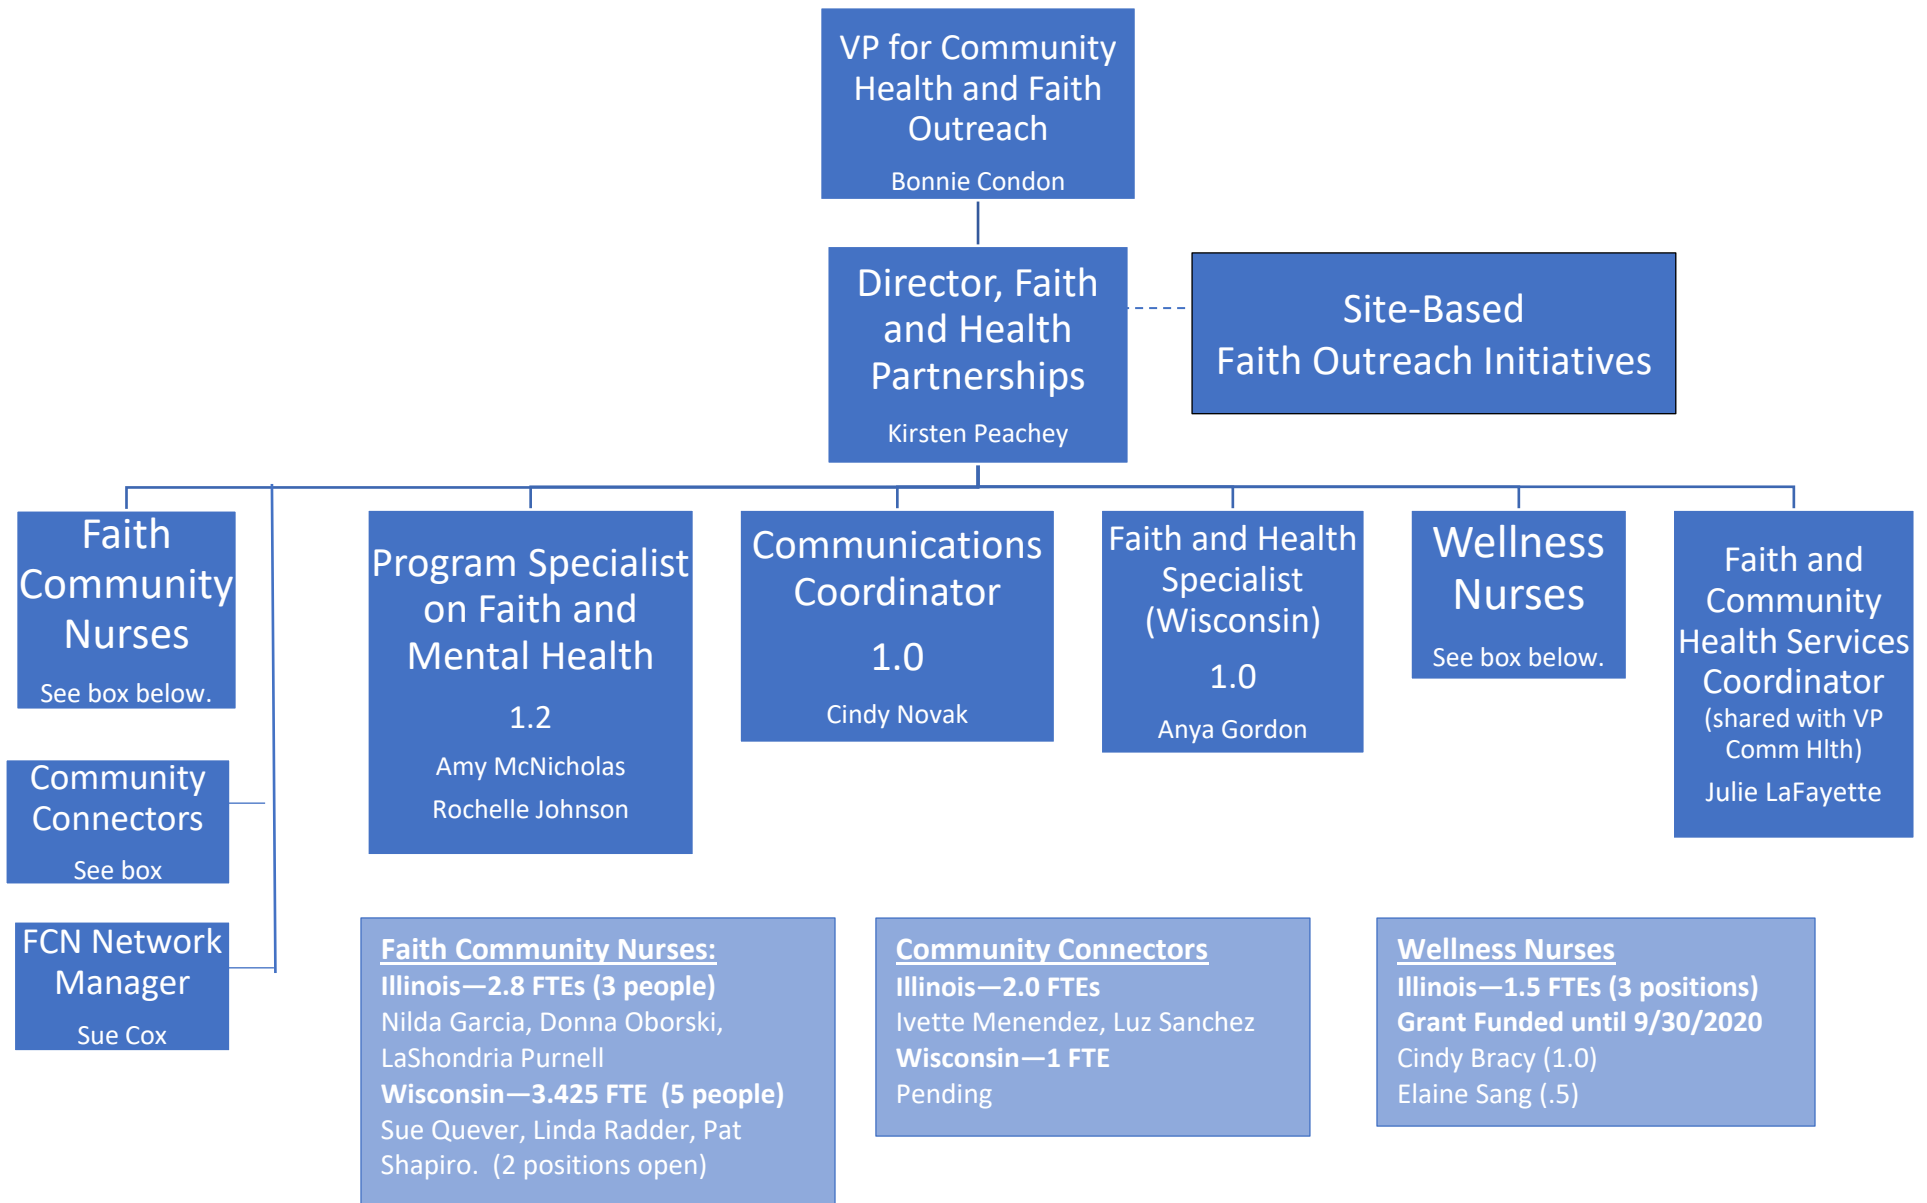 VP for Community
Health and Faith
Outreach
Bonnie Condon
Director, Faith
and Health
Partnerships
Kirsten Peachey
Site-Based
Faith Outreach Initiatives
Faith
Community
Nurses
See box below.
Program Specialist
on Faith and
Mental Health
1.2
Amy McNicholas
Rochelle Johnson
Communications
Coordinator
1.0
Cindy Novak
Faith and Health
Specialist
(Wisconsin)
1.0
Anya Gordon
Wellness
Nurses
See box below.
Faith and
Community
Health Services
Coordinator
(shared with VP
Comm Hlth)
Julie LaFayette
Community
Connectors
See box
FCN Network
Manager
Sue Cox
Faith Community Nurses:
Illinois—2.8 FTEs (3 people)
Nilda Garcia, Donna Oborski,
LaShondria Purnell
Wisconsin—3.425 FTE  (5 people)
Sue Quever, Linda Radder, Pat
Shapiro.  (2 positions open)
Community Connectors
Illinois—2.0 FTEs
Ivette Menendez, Luz Sanchez
Wisconsin—1 FTE
Pending
Wellness Nurses
Illinois—1.5 FTEs (3 positions)
Grant Funded until 9/30/2020
Cindy Bracy (1.0)
Elaine Sang (.5)